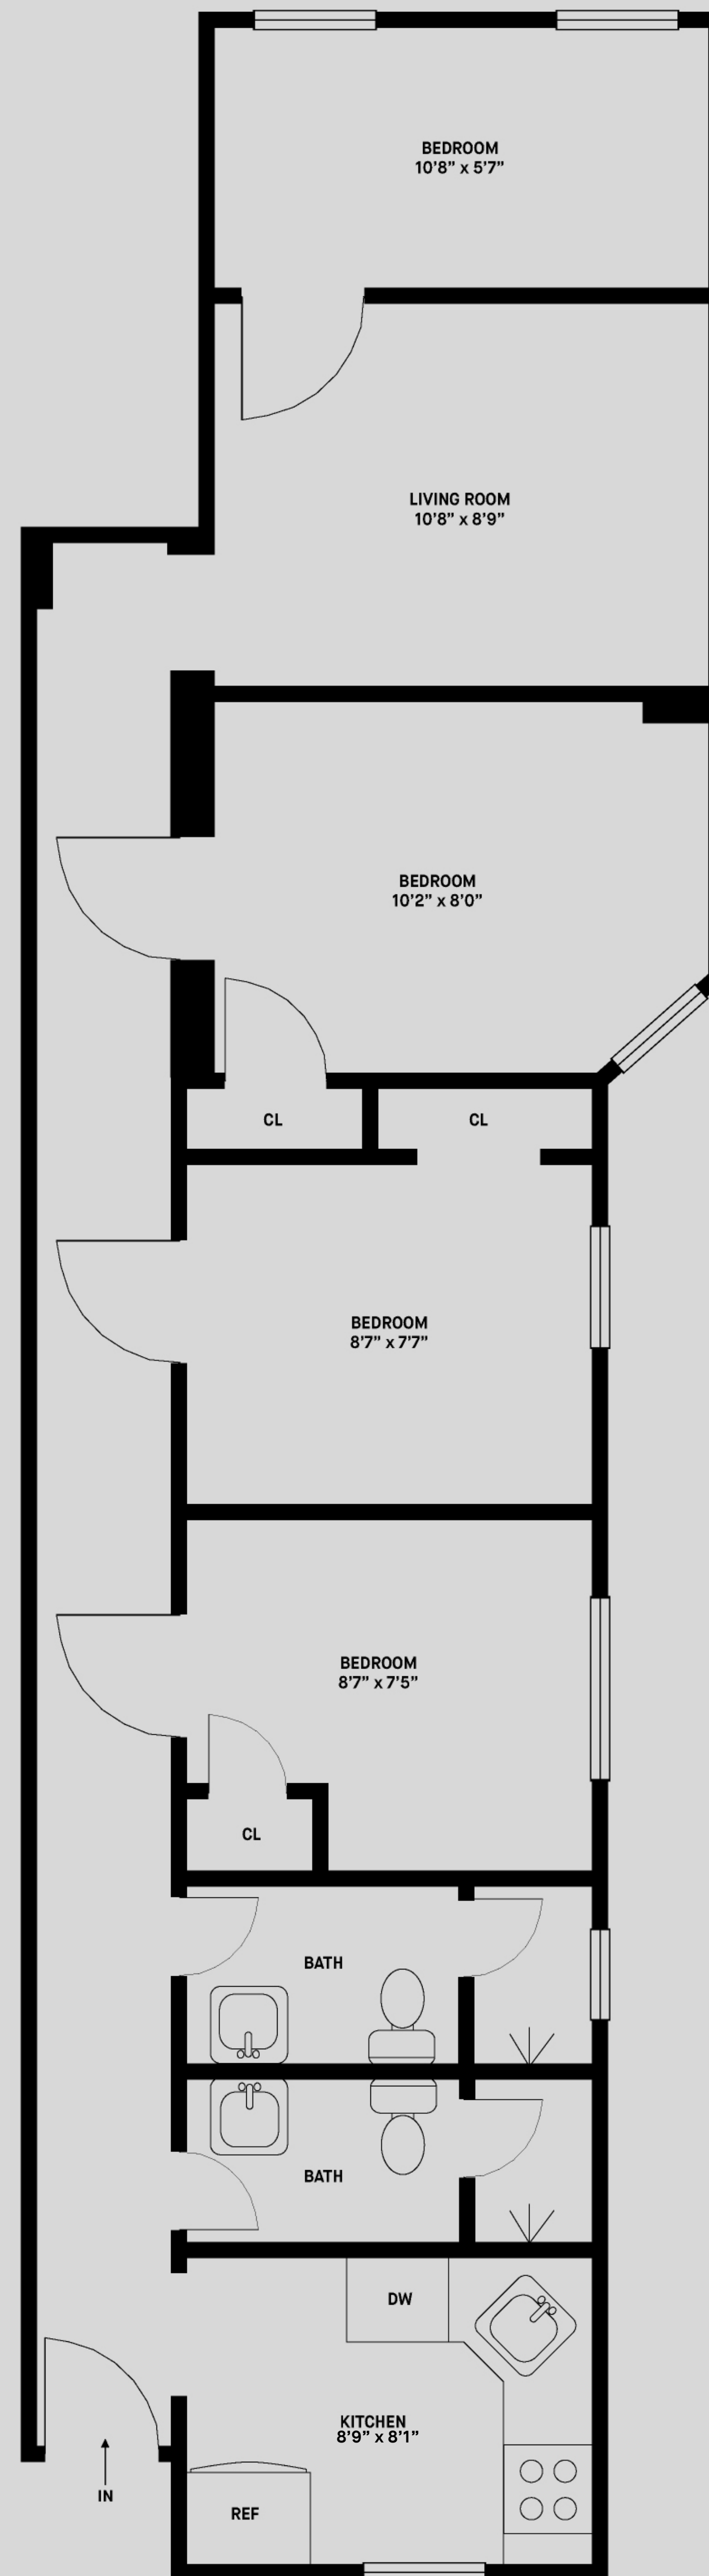 BEDROOM
10’8” x 5’7”
LIVING ROOM
10’8” x 8’9”
BEDROOM
10’2” x 8’0”
CL
CL
BEDROOM
8’7” x 7’7”
BEDROOM
8’7” x 7’5”
CL
BATH
BATH
DW
KITCHEN
8’9” x 8’1”
IN
REF